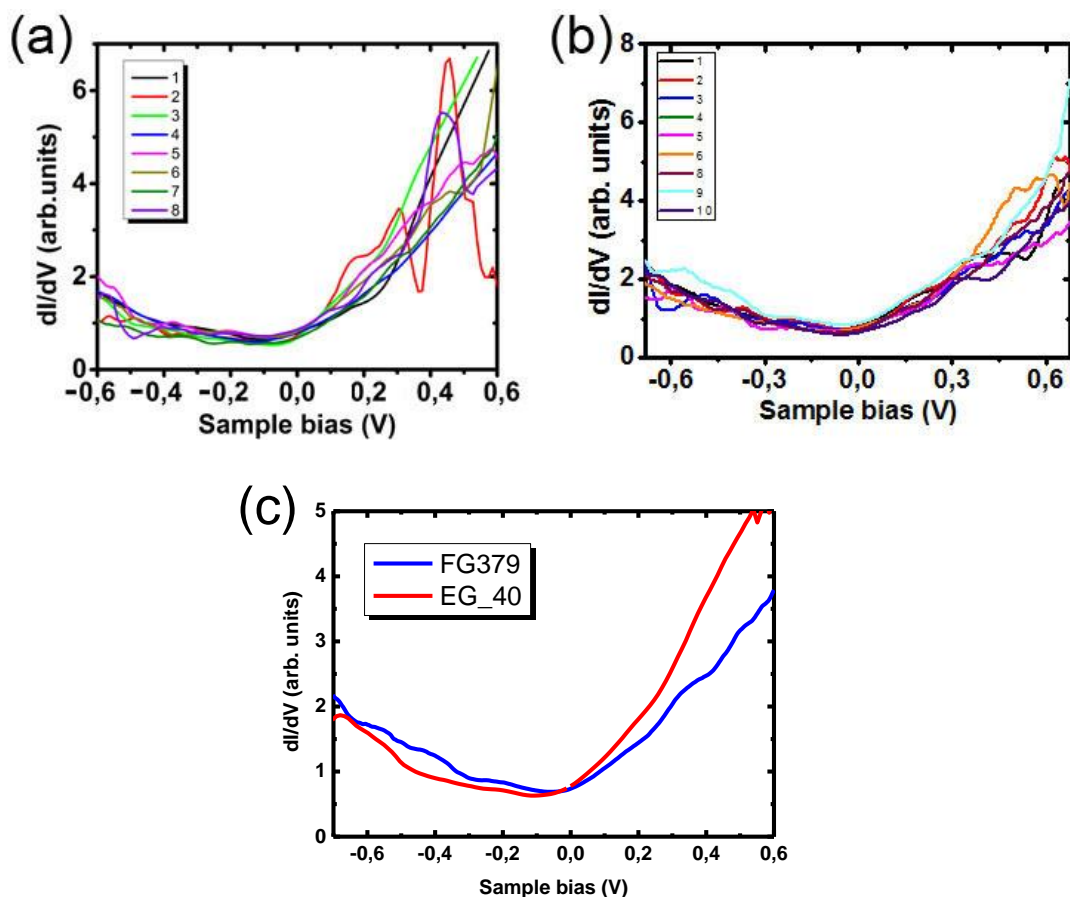 (a)
dI/dV (arb.units)
6
4
2
0
1
2
3
4
5
6
7
8
−0,6 −0,4 −0,2 0,0 0,2 0,4 0,6
Sample bias (V)
(b)
dI/dV (arb. units)
8
6
4
2
0
1
2
3
4
5
6
8
9
10
-0,6 -0,3 0,0 0,3 0,6
Sample bias (V)
(c)
dI/dV (arb. units)
5
4
3
2
1
0
FG379
EG_40
-0,6 -0,4 -0,2 0,0 0,2 0,4 0,6
Sample bias (V)